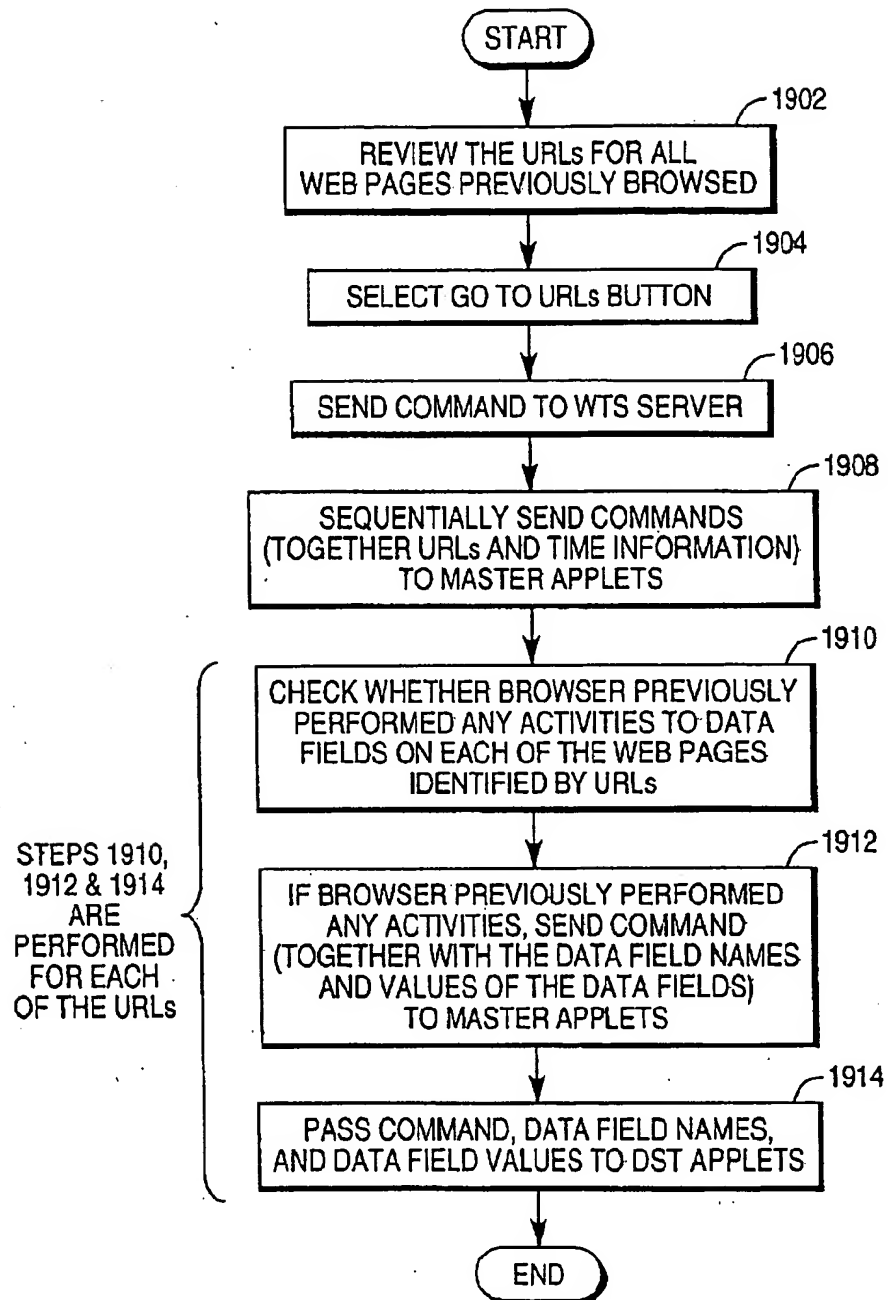 START
1902
REVIEW THE URLs FOR ALL
WEB PAGES PREVIOUSLY BROWSED
1904
SELECT GO TO URLs BUTTON
1906
SEND COMMAND TO WTS SERVER
1908
SEQUENTIALLY SEND COMMANDS
(TOGETHER URLs AND TIME INFORMATION)
TO MASTER APPLETS
1910
CHECK WHETHER BROWSER PREVIOUSLY
PERFORMED ANY ACTIVITIES TO DATA
FIELDS ON EACH OF THE WEB PAGES
IDENTIFIED BY URLs
STEPS 1910,
1912 & 1914
ARE
PERFORMED
FOR EACH
OF THE URLs
1912
IF BROWSER PREVIOUSLY PERFORMED
ANY ACTIVITIES, SEND COMMAND
(TOGETHER WITH THE DATA FIELD NAMES
AND VALUES OF THE DATA FIELDS)
TO MASTER APPLETS
1914
PASS COMMAND, DATA FIELD NAMES,
AND DATA FIELD VALUES TO DST APPLETS
END